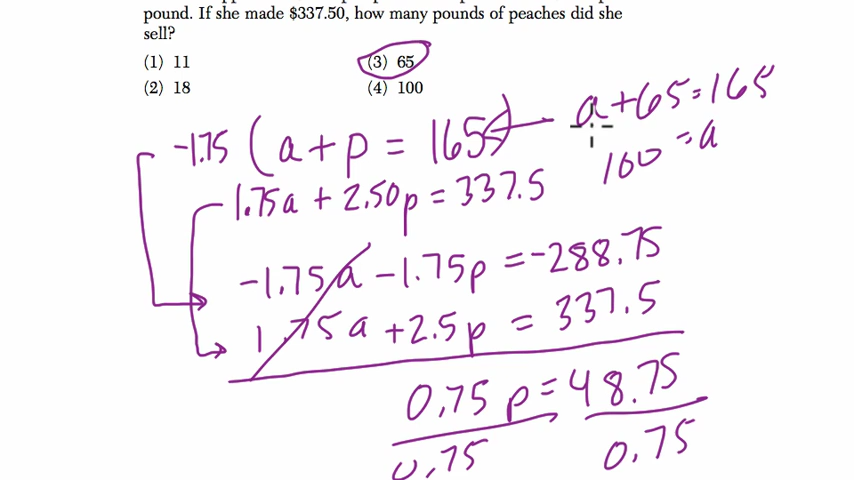 pound. If she made $337.50, how many pounds of peaches did she
sell?
(1) 11 (3) 65
(2) 18 (4) 100
-1.75 ( a + p = 165 ) a + 65 = 165
100 = a
1.75a + 2.50p = 337.5
-1.75a - 1.75p = -288.75
1.75a + 2.5p = 337.5
0.75 p = 48.75
0.75 0.75